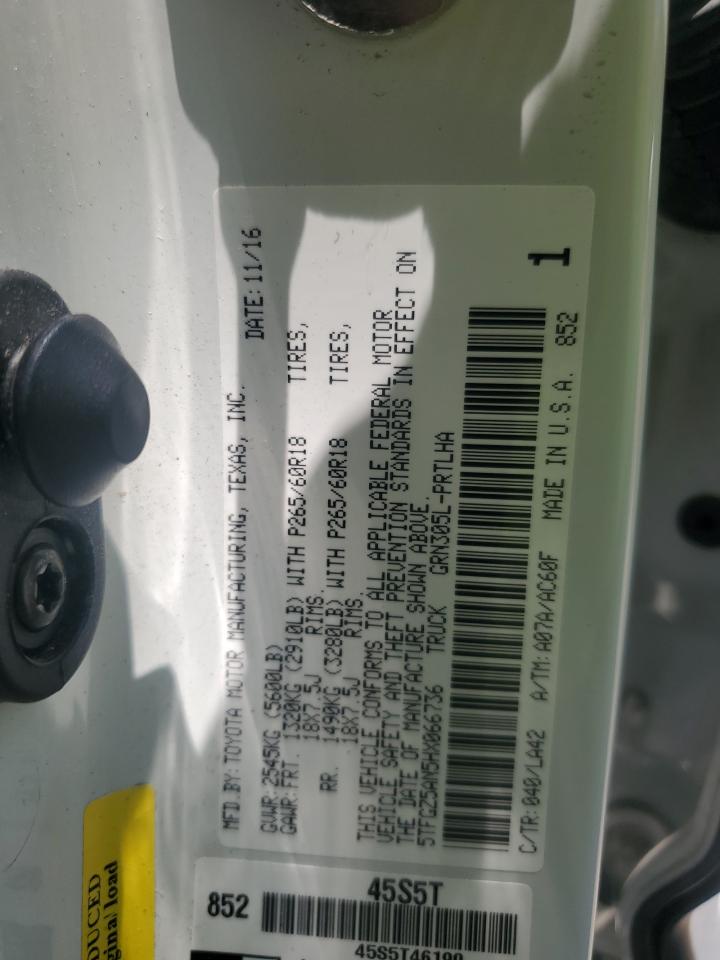 MFD.BY: TOYOTA MOTOR MANUFACTURING, TEXAS, INC.
DATE: 11/16
GVWR: 2545KG (5600LB)
GAWR: FRT. 1320KG (2910LB) WITH P265/60R18 TIRES,
18X7.5J RIMS.
RR. 1490KG (3280LB) WITH P265/60R18 TIRES,
18X7.5J RIMS.
THIS VEHICLE CONFORMS TO ALL APPLICABLE FEDERAL MOTOR
VEHICLE SAFETY AND THEFT PREVENTION STANDARDS IN EFFECT ON
THE DATE OF MANUFACTURE SHOWN ABOVE.
5TFGZ5AN5HX066736 TRUCK GRN305L-PRTLHA
C/TR: 040/LA42 A/TM: A07A/AC60F MADE IN U.S.A. 852
1
852
45S5T
45S5T46190
DUCED
ginal load